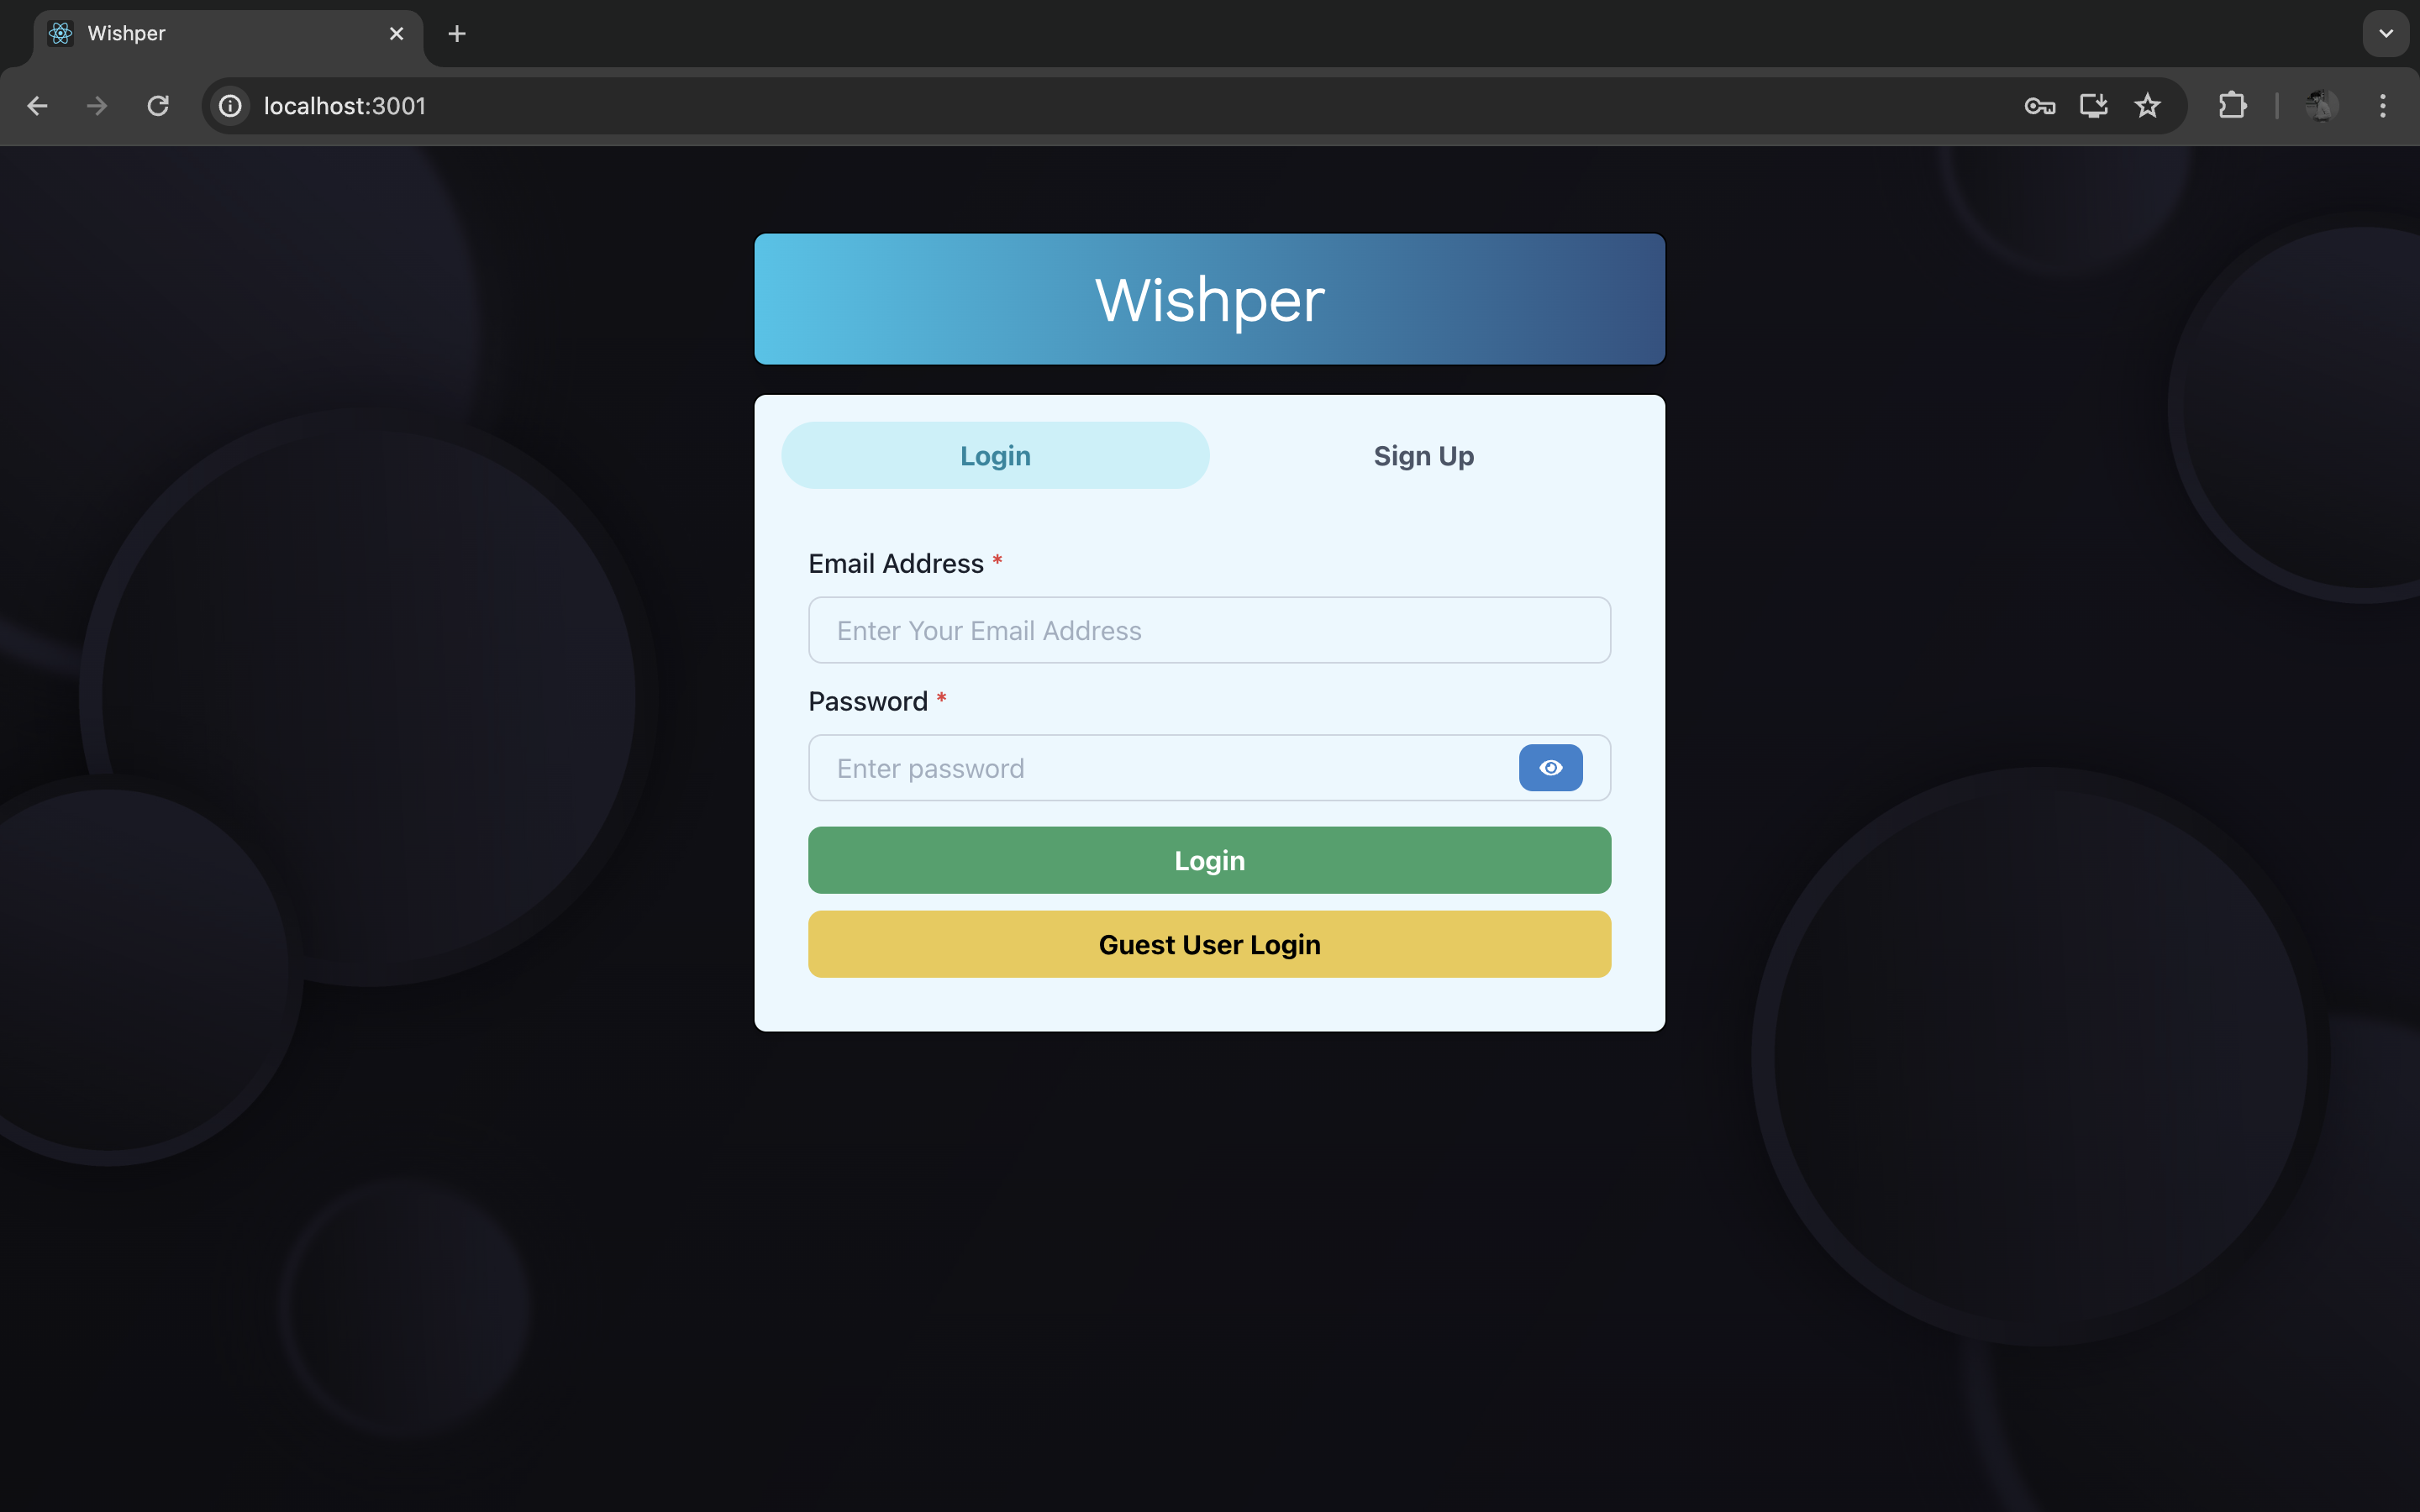 Wishper
localhost:3001
Wishper
Login Sign Up
Email Address *
Enter Your Email Address
Password *
Enter password
Login
Guest User Login